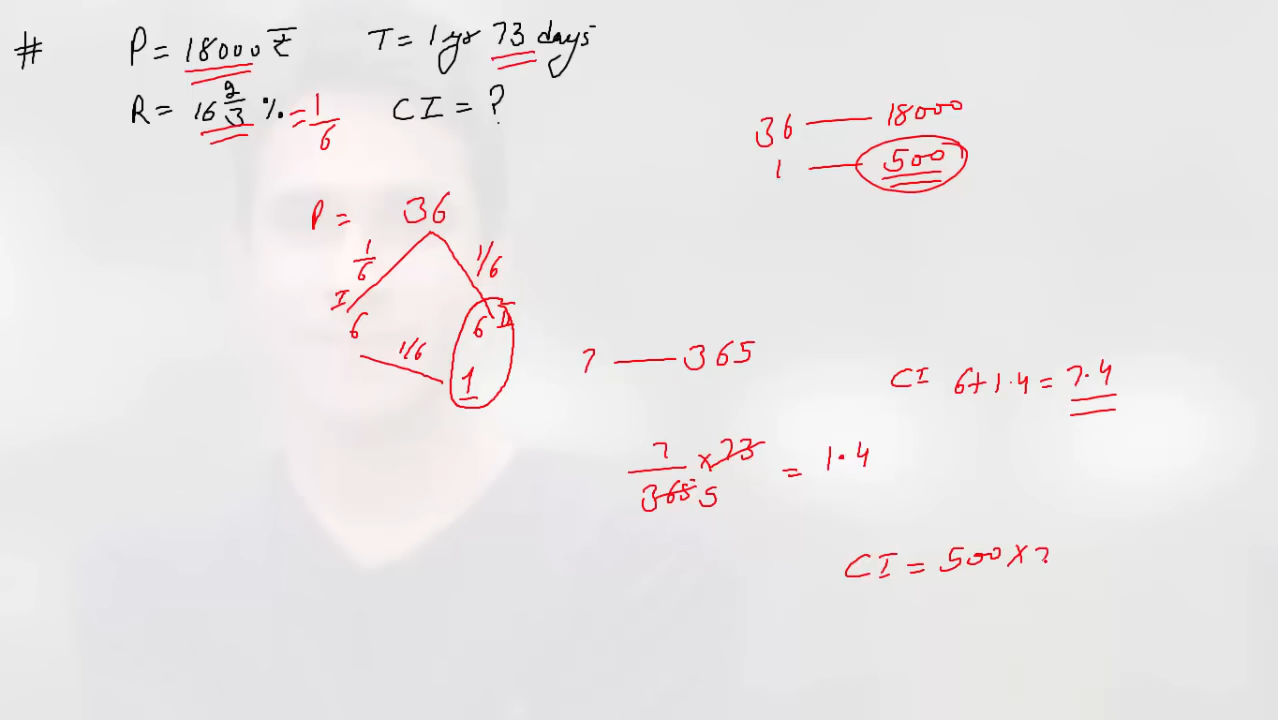 # P = 18000 ₹ T = 1 yr 73 days
R = 16 2/3 % = 1/6 CI = ?
36 — 18000
1 — 500
P = 36
1/6 1/6
I 6 6 II
1/6 1
7 — 365
CI 6+1.4 = 7.4
7/365 × 73 5 = 1.4
CI = 500 × 7